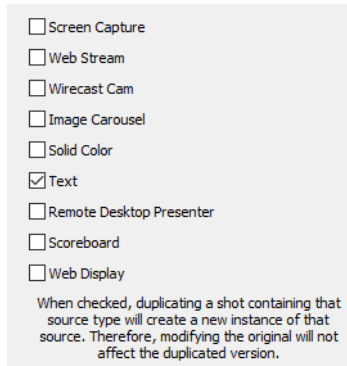 Screen Capture
Web Stream
Wirecast Cam
Image Carousel
Solid Color
Text
Remote Desktop Presenter
Scoreboard
Web Display
When checked, duplicating a shot containing that
source type will create a new instance of that
source. Therefore, modifying the original will not
affect the duplicated version.